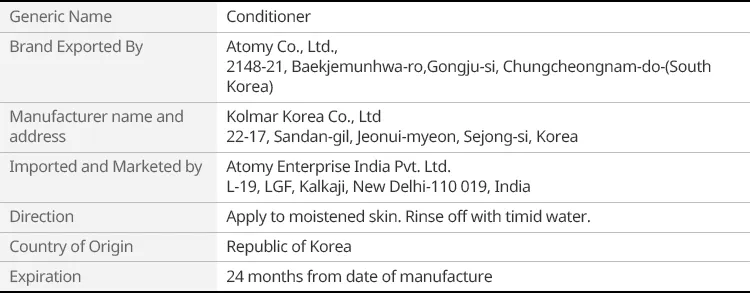 Generic Name Conditioner
Brand Exported By Atomy Co., Ltd.,
2148-21, Baekjemunhwa-ro,Gongju-si, Chungcheongnam-do-(South
Korea)
Manufacturer name and Kolmar Korea Co., Ltd
address 22-17, Sandan-gil, Jeonui-myeon, Sejong-si, Korea
Imported and Marketed by Atomy Enterprise India Pvt. Ltd.
L-19, LGF, Kalkaji, New Delhi-110 019, India
Direction Apply to moistened skin. Rinse off with timid water.
Country of Origin Republic of Korea
Expiration 24 months from date of manufacture